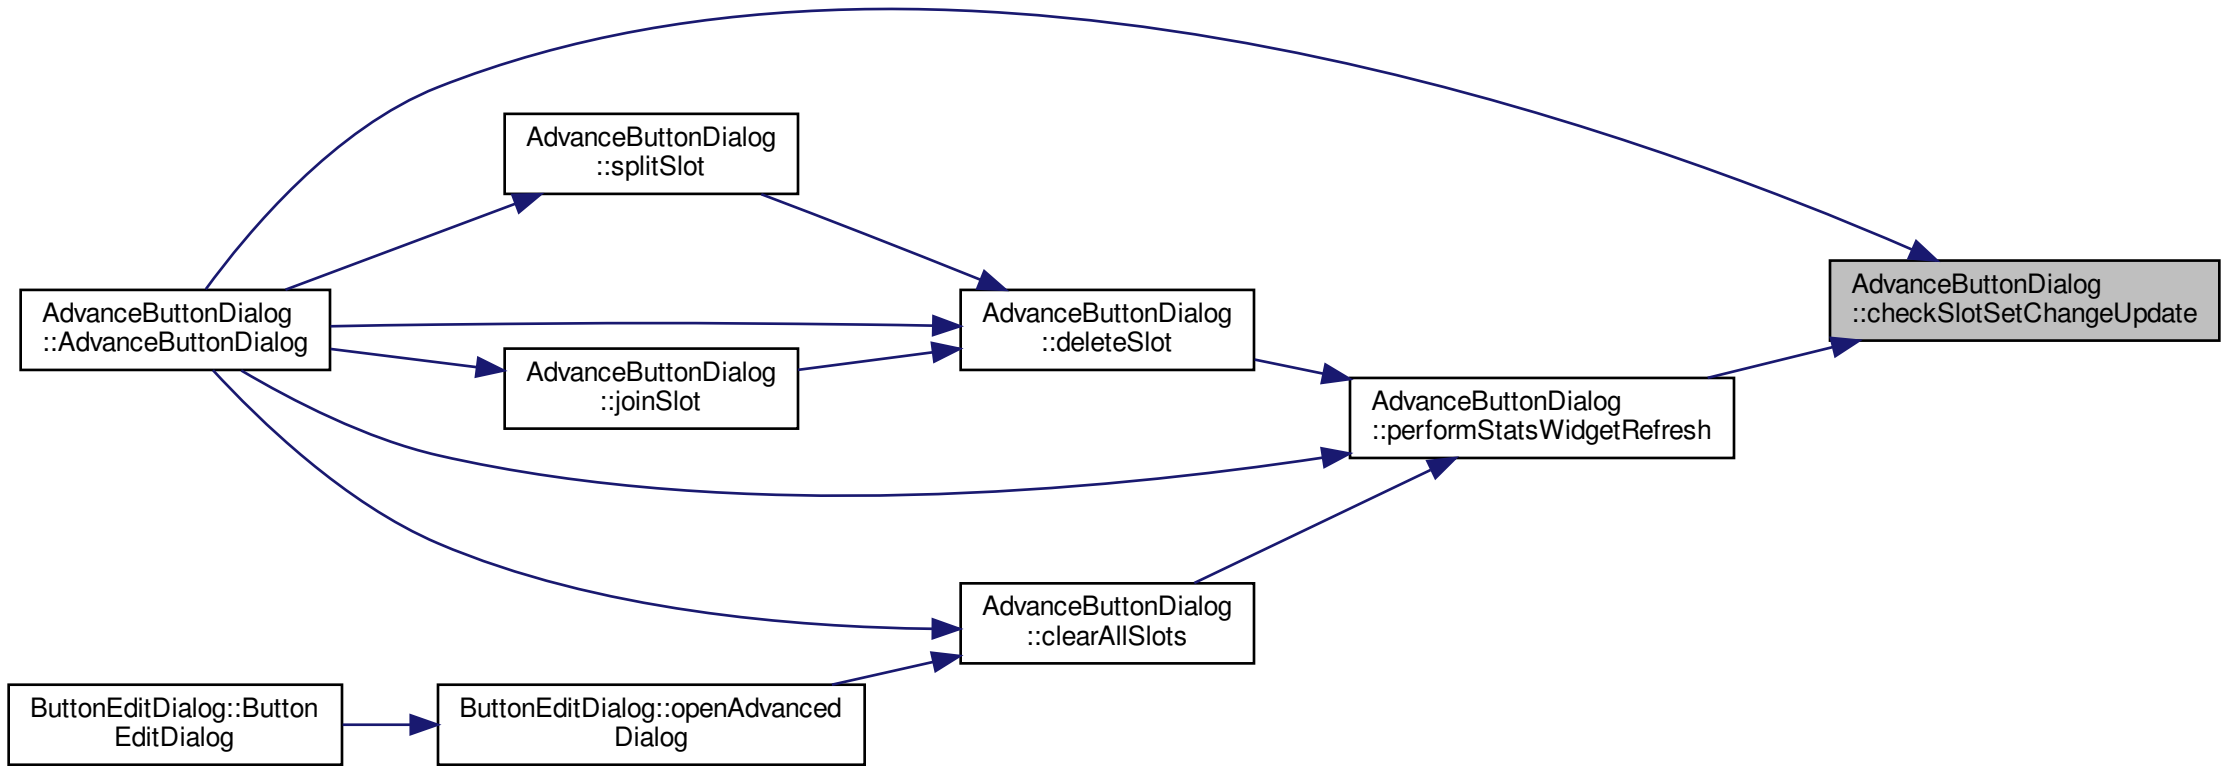 AdvanceButtonDialog
::splitSlot
AdvanceButtonDialog
::checkSlotSetChangeUpdate
AdvanceButtonDialog
::AdvanceButtonDialog
AdvanceButtonDialog
::deleteSlot
AdvanceButtonDialog
::joinSlot
AdvanceButtonDialog
::performStatsWidgetRefresh
AdvanceButtonDialog
::clearAllSlots
ButtonEditDialog::Button
EditDialog
ButtonEditDialog::openAdvanced
Dialog